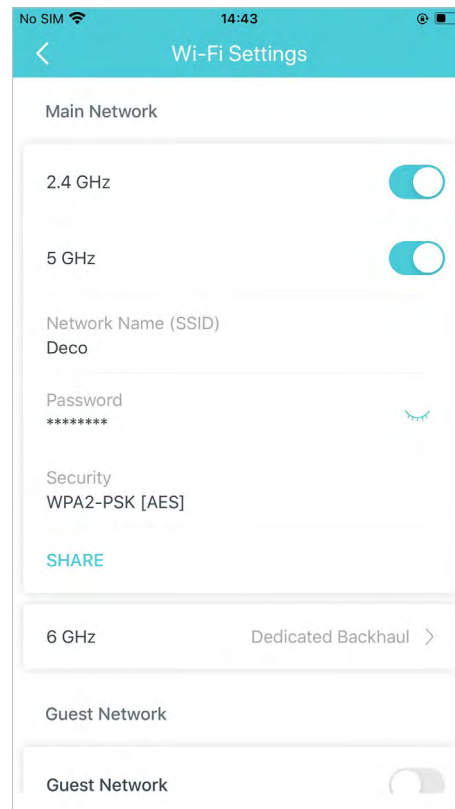 No SIM 14:43
Wi-Fi Settings
Main Network
2.4 GHz
5 GHz
Network Name (SSID)
Deco
Password
********
Security
WPA2-PSK [AES]
SHARE
6 GHz Dedicated Backhaul
Guest Network
Guest Network